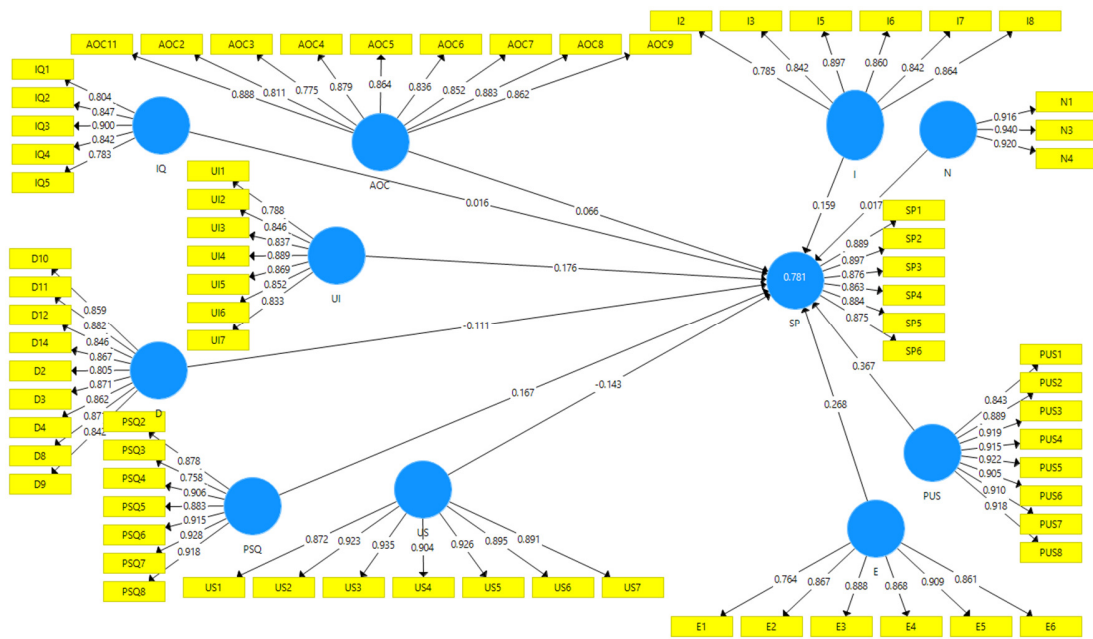 AOC11 AOC2 AOC3 AOC4 AOC5 AOC6 AOC7 AOC8 AOC9
0.888 0.811 0.775 0.879 0.864 0.836 0.852 0.883 0.862
AOC
I2 I3 I5 I6 I7 I8
0.785 0.842 0.897 0.860 0.842 0.864
I
IQ1 0.804
IQ2 0.847
IQ3 0.900
IQ4 0.842
IQ5 0.783
IQ
0.916 N1
0.940 N3
0.920 N4
N
UI1 0.788
UI2 0.846
UI3 0.837
UI4 0.889
UI5 0.869
UI6 0.852
UI7 0.833
UI
0.016
0.066
0.159
0.017
0.176
-0.111
0.167
-0.143
0.268
0.367
0.781
SP
0.889 SP1
0.897 SP2
0.876 SP3
0.863 SP4
0.884 SP5
0.875 SP6
D10 0.859
D11 0.882
D12 0.846
D14 0.867
D2 0.805
D3 0.871
D4 0.862
D8
D9
D
PSQ2 0.878
PSQ3 0.758
PSQ4 0.906
PSQ5 0.883
PSQ6 0.915
PSQ7 0.928
PSQ8 0.918
PSQ
US
0.872 0.923 0.935 0.904 0.926 0.895 0.891
US1 US2 US3 US4 US5 US6 US7
0.843 PUS1
0.889 PUS2
0.919 PUS3
0.915 PUS4
0.922 PUS5
0.905 PUS6
0.910 PUS7
0.918 PUS8
PUS
E
0.764 0.867 0.888 0.868 0.909 0.861
E1 E2 E3 E4 E5 E6